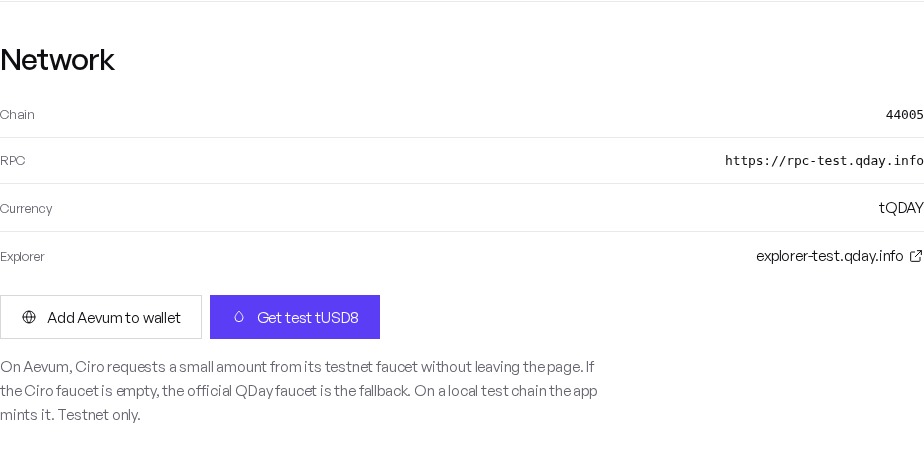 Network
Chain 44005
RPC https://rpc-test.qday.info
Currency tQDAY
Explorer explorer-test.qday.info
Add Aevum to wallet Get test tUSD8
On Aevum, Ciro requests a small amount from its testnet faucet without leaving the page. If
the Ciro faucet is empty, the official QDay faucet is the fallback. On a local test chain the app
mints it. Testnet only.